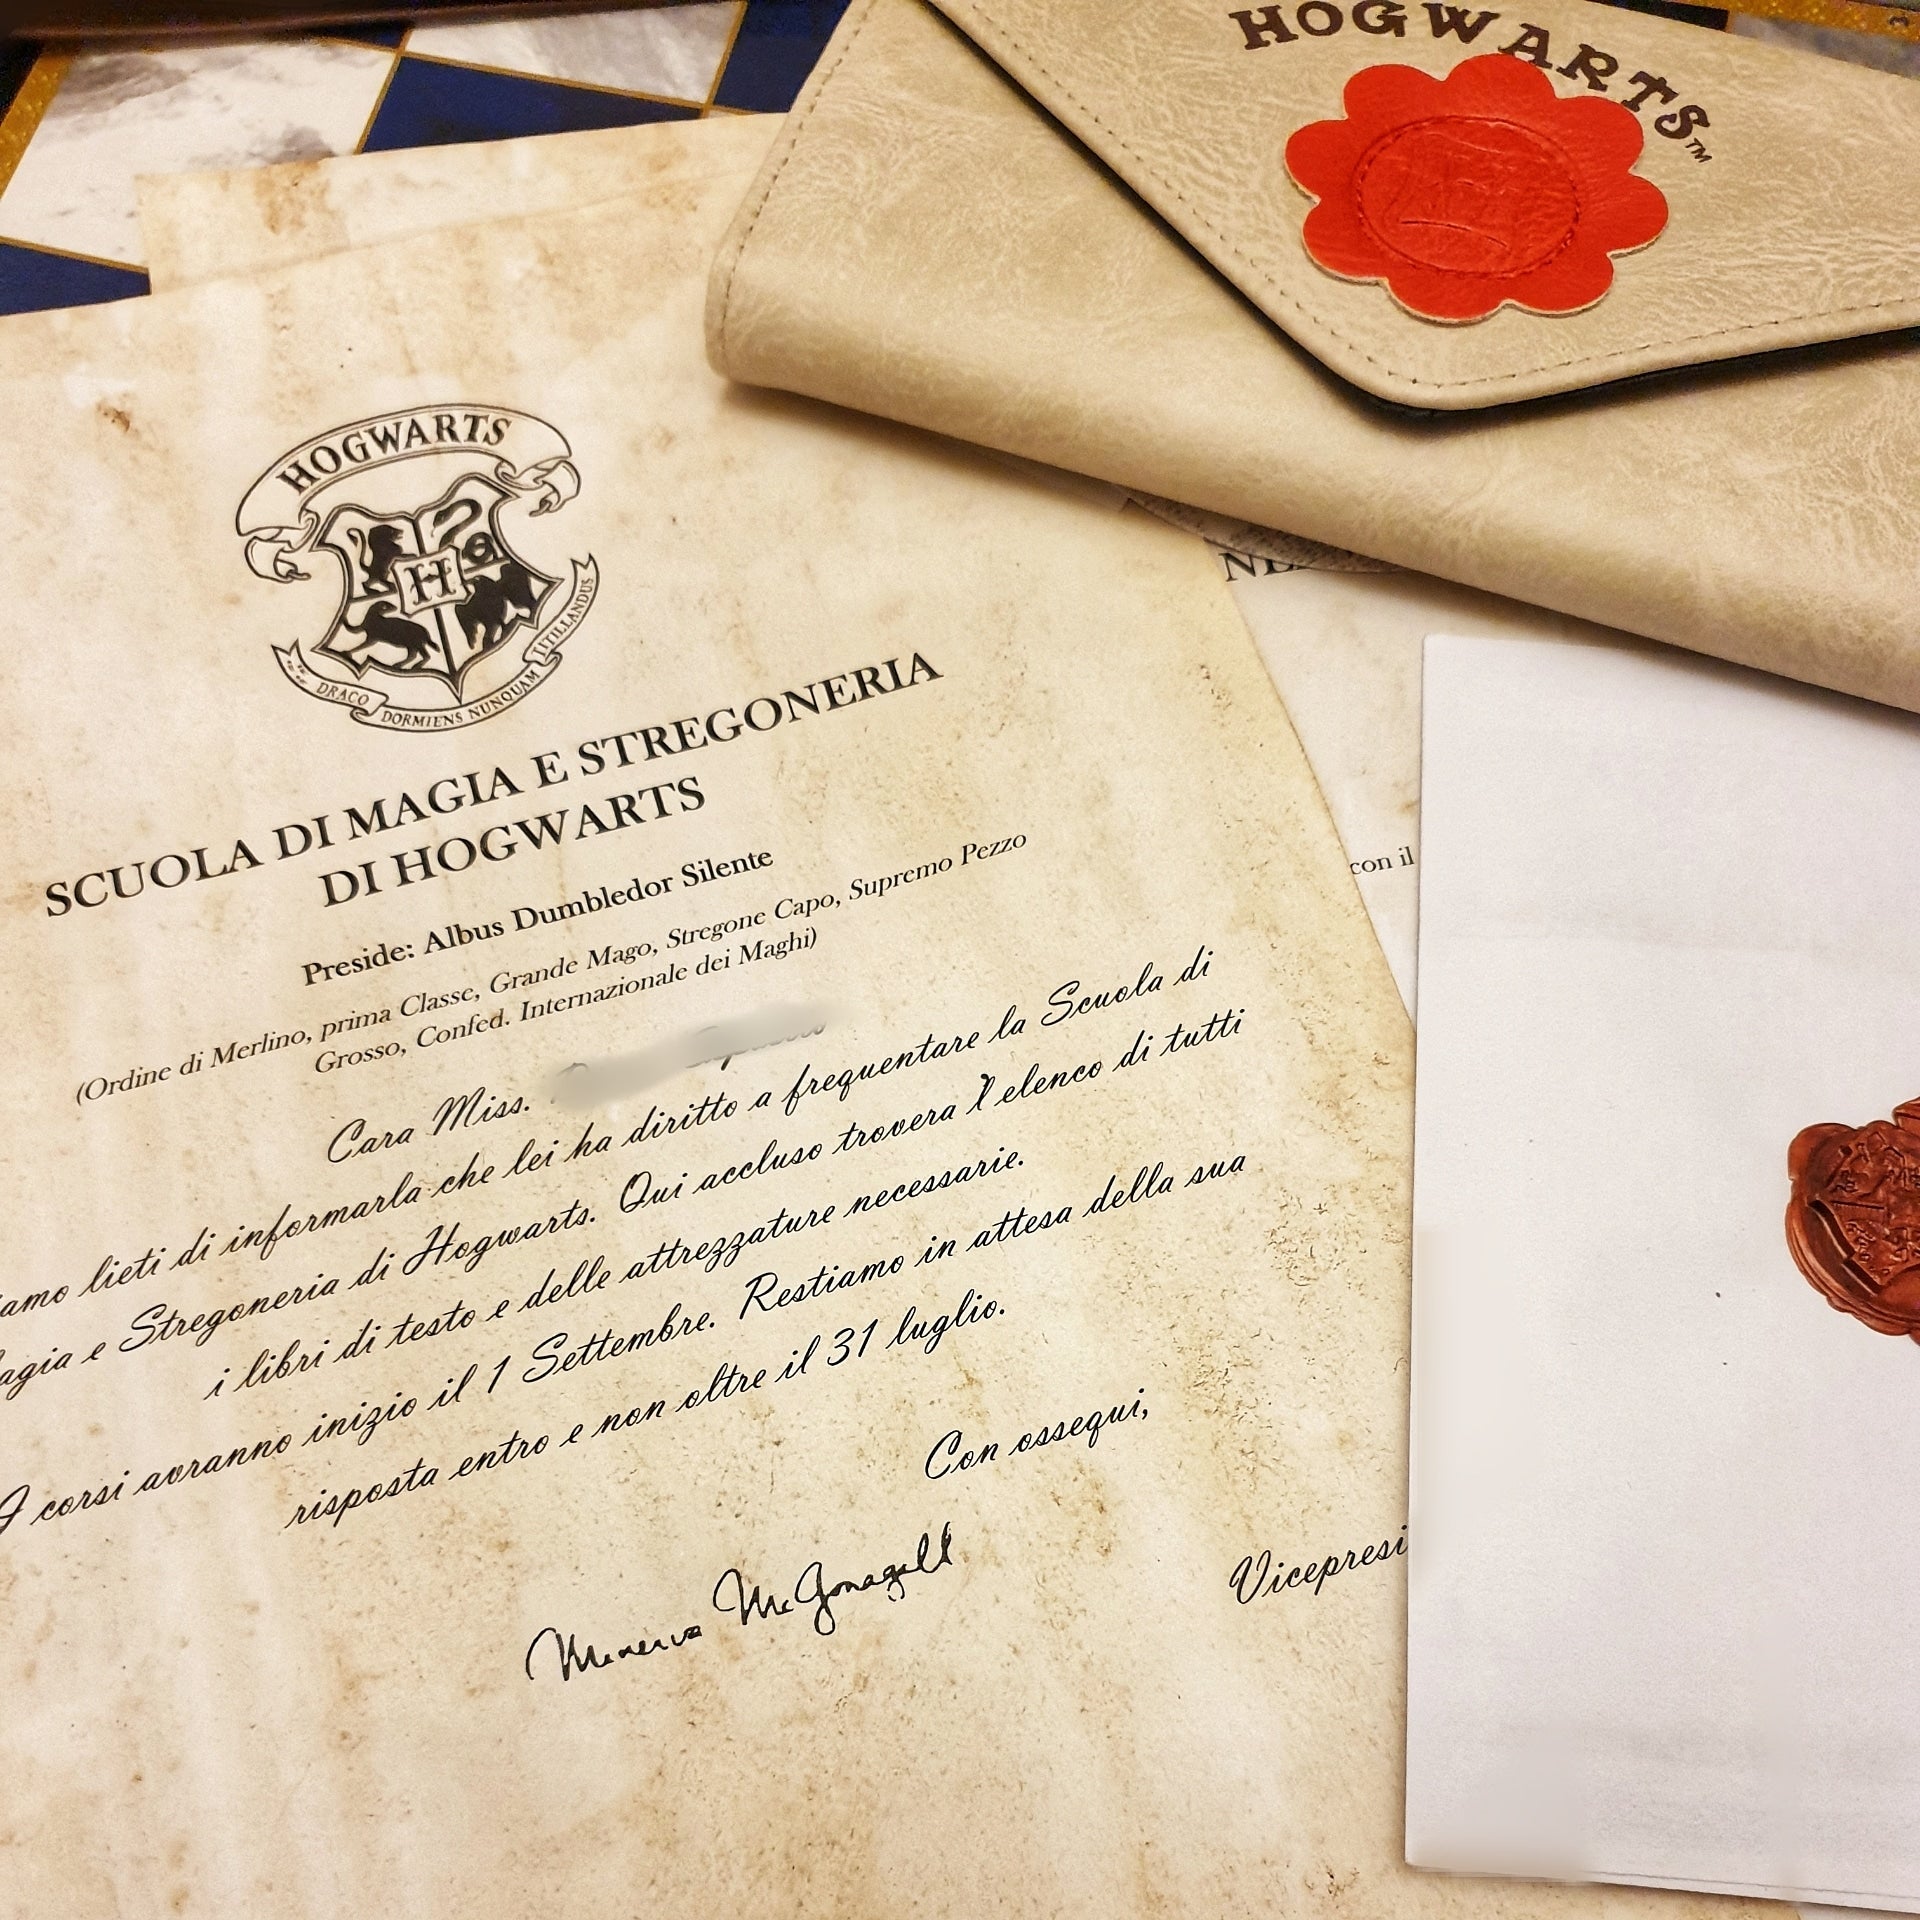 HOGWARTS™
HOGWARTS
H
DRACO DORMIENS NUNQUAM TITILLANDUS
SCUOLA DI MAGIA E STREGONERIA
DI HOGWARTS
Preside: Albus Dumbledor Silente
(Ordine di Merlino, prima Classe, Grande Mago, Stregone Capo, Supremo Pezzo
Grosso, Confed. Internazionale dei Maghi)
Cara Miss.
lieti di informarla che lei ha diritto a frequentare la Scuola di
agia e Stregoneria di Hogwarts. Qui accluso trovera l'elenco di tutti
i libri di testo e delle attrezzature necessarie.
I corsi avranno inizio il 1 Settembre. Restiamo in attesa della sua
risposta entro e non oltre il 31 luglio.
Con ossequi,
Minerva McGonagall
Vicepresi
con il